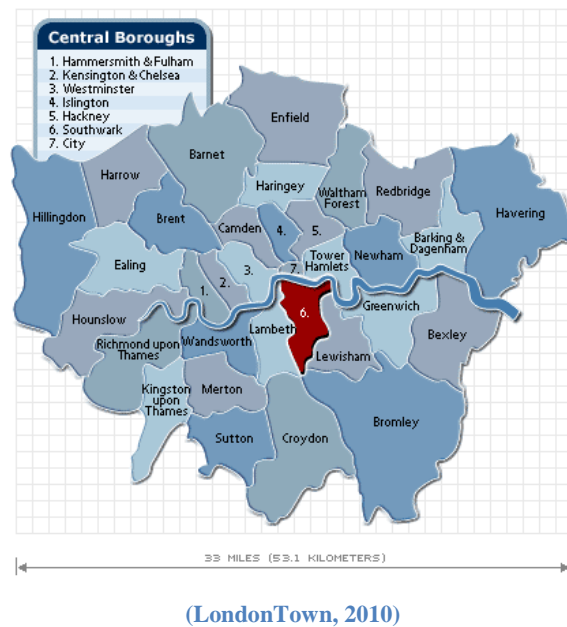 Central Boroughs
1. Hammersmith & Fulham
2. Kensington & Chelsea
3. Westminster
4. Islington
5. Hackney
6. Southwark
7. City
Enfield
Barnet
Harrow
Haringey
Waltham
Forest
Redbridge
Havering
Hillingdon
Brent
Camden
4.
5.
Barking &
Dagenham
Ealing
3.
7.
Tower
Hamlets
Newham
1.
2.
6.
Greenwich
Hounslow
Richmond upon
Thames
Wandsworth
Lambeth
Lewisham
Bexley
Kingston
upon
Thames
Merton
Bromley
Sutton
Croydon
33 MILES (53.1 KILOMETERS)
(LondonTown, 2010)